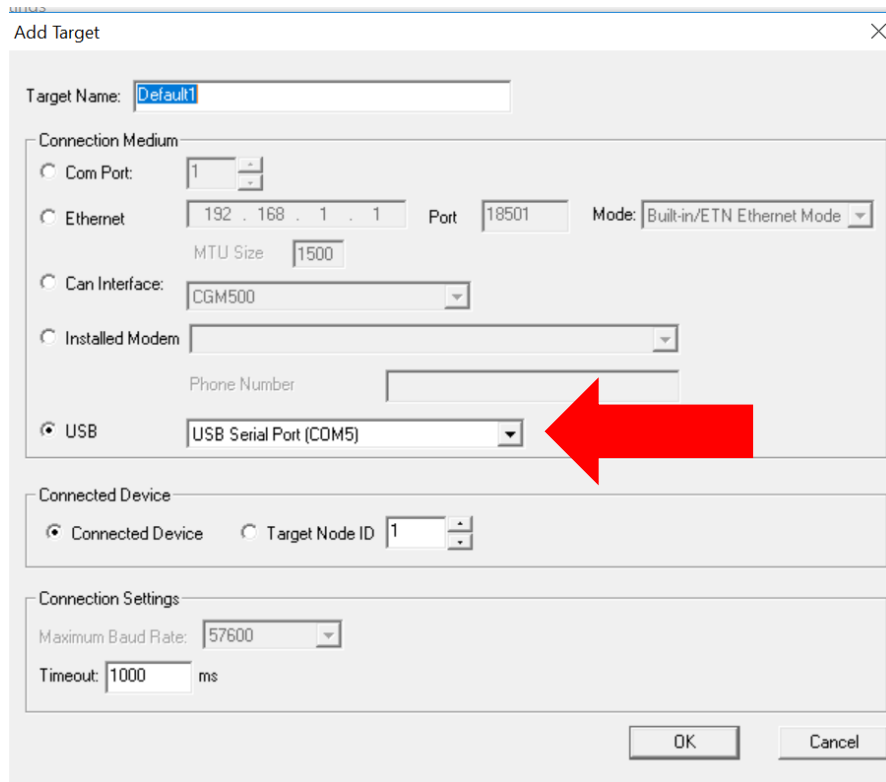 Add Target
Target Name: Default1
Connection Medium
Com Port: 1
Ethernet 192 . 168 . 1 . 1 Port 18501 Mode: Built-in/ETN Ethernet Mode
MTU Size 1500
Can Interface: CGM500
Installed Modem
Phone Number
USB USB Serial Port (COM5)
Connected Device
Connected Device Target Node ID 1
Connection Settings
Maximum Baud Rate: 57600
Timeout: 1000 ms
OK Cancel